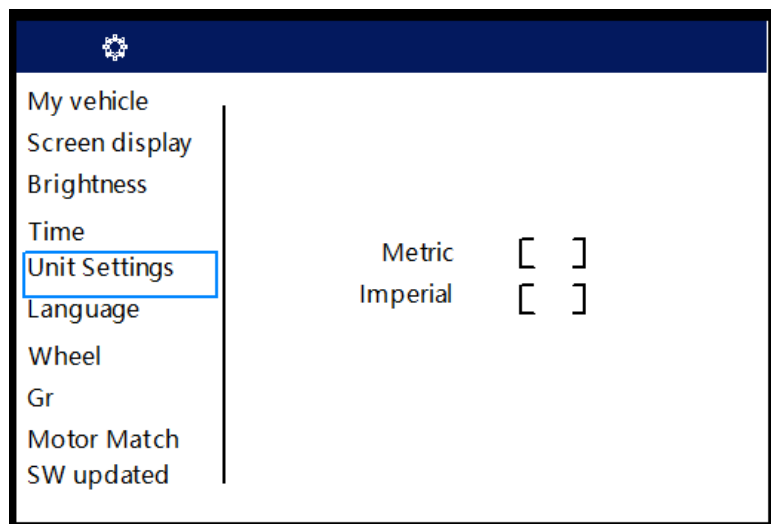 My vehicle
Screen display
Brightness
Time
Unit Settings
Metric [ ]
Imperial [ ]
Language
Wheel
Gr
Motor Match
SW updated